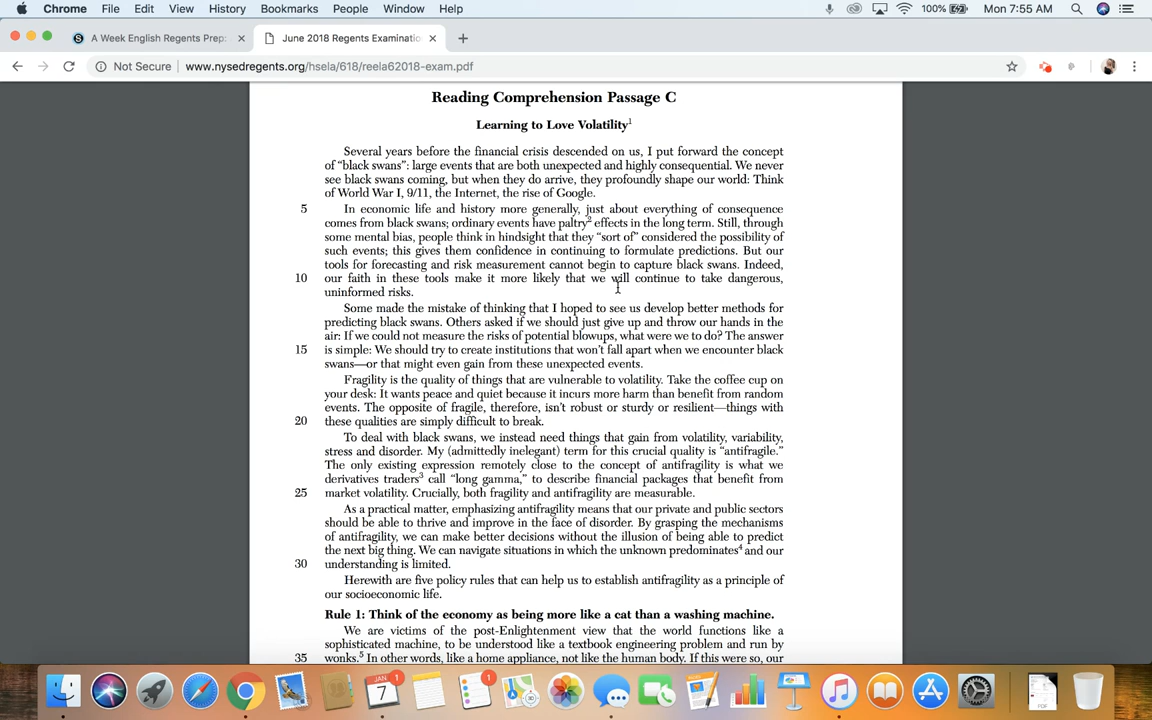 Chrome File Edit View History Bookmarks People Window Help 100% Mon 7:55 AM
A Week English Regents Prep: June 2018 Regents Examinatio
Not Secure | www.nysedregents.org/hsela/618/reela62018-exam.pdf
Reading Comprehension Passage C
Learning to Love Volatility1
Several years before the financial crisis descended on us, I put forward the concept
of “black swans”: large events that are both unexpected and highly consequential. We never
see black swans coming, but when they do arrive, they profoundly shape our world: Think
of World War I, 9/11, the Internet, the rise of Google.
5 In economic life and history more generally, just about everything of consequence
comes from black swans; ordinary events have paltry2 effects in the long term. Still, through
some mental bias, people think in hindsight that they “sort of” considered the possibility of
such events; this gives them confidence in continuing to formulate predictions. But our
tools for forecasting and risk measurement cannot begin to capture black swans. Indeed,
10 our faith in these tools make it more likely that we will continue to take dangerous,
uninformed risks.
Some made the mistake of thinking that I hoped to see us develop better methods for
predicting black swans. Others asked if we should just give up and throw our hands in the
air: If we could not measure the risks of potential blowups, what were we to do? The answer
15 is simple: We should try to create institutions that won’t fall apart when we encounter black
swans—or that might even gain from these unexpected events.
Fragility is the quality of things that are vulnerable to volatility. Take the coffee cup on
your desk: It wants peace and quiet because it incurs more harm than benefit from random
events. The opposite of fragile, therefore, isn’t robust or sturdy or resilient—things with
20 these qualities are simply difficult to break.
To deal with black swans, we instead need things that gain from volatility, variability,
stress and disorder. My (admittedly inelegant) term for this crucial quality is “antifragile.”
The only existing expression remotely close to the concept of antifragility is what we
derivatives traders3 call “long gamma,” to describe financial packages that benefit from
25 market volatility. Crucially, both fragility and antifragility are measurable.
As a practical matter, emphasizing antifragility means that our private and public sectors
should be able to thrive and improve in the face of disorder. By grasping the mechanisms
of antifragility, we can make better decisions without the illusion of being able to predict
the next big thing. We can navigate situations in which the unknown predominates4 and our
30 understanding is limited.
Herewith are five policy rules that can help us to establish antifragility as a principle of
our socioeconomic life.
Rule 1: Think of the economy as being more like a cat than a washing machine.
We are victims of the post-Enlightenment view that the world functions like a
sophisticated machine, to be understood like a textbook engineering problem and run by
35 wonks.5 In other words, like a home appliance, not like the human body. If this were so, our
JAN
7
1
1
PDF